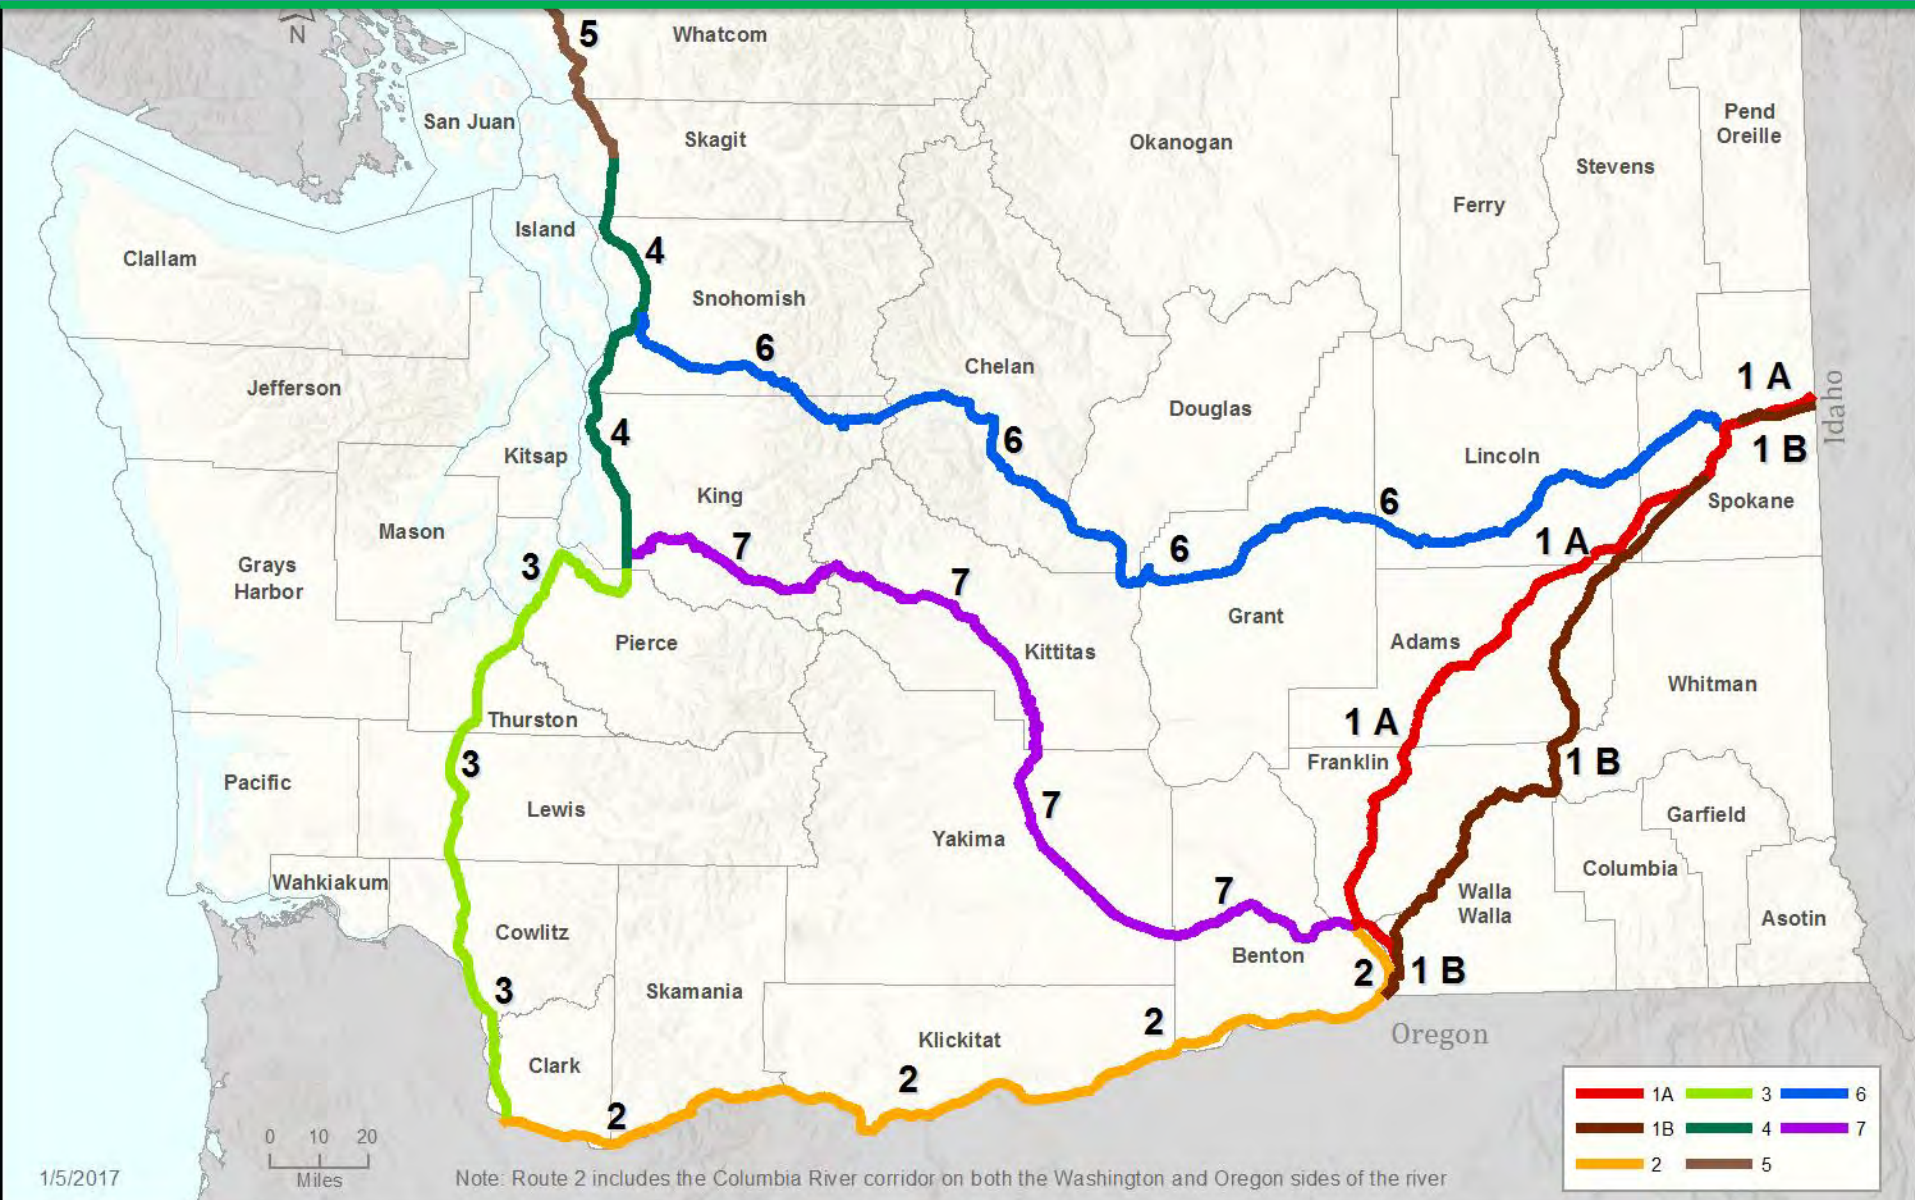 N
5
Whatcom
San Juan
Skagit
Okanogan
Pend
Oreille
Stevens
Ferry
Island
4
Clallam
Snohomish
6
Chelan
1 A
Jefferson
Douglas
Idaho
4
6
1 B
Kitsap
Lincoln
King
6
Spokane
Mason
7
6
1 A
3
Grays
Harbor
7
Grant
Pierce
Kittitas
Adams
Whitman
Thurston
1 A
3
Franklin
1 B
Pacific
Lewis
7
Yakima
Garfield
Columbia
Wahkiakum
7
Walla
Walla
Asotin
Cowlitz
Benton
2
1 B
3
Skamania
2
Klickitat
Oregon
Clark
2
2
1A
3
6
1B
4
7
2
5
0 10 20
Miles
1/5/2017
Note: Route 2 includes the Columbia River corridor on both the Washington and Oregon sides of the river